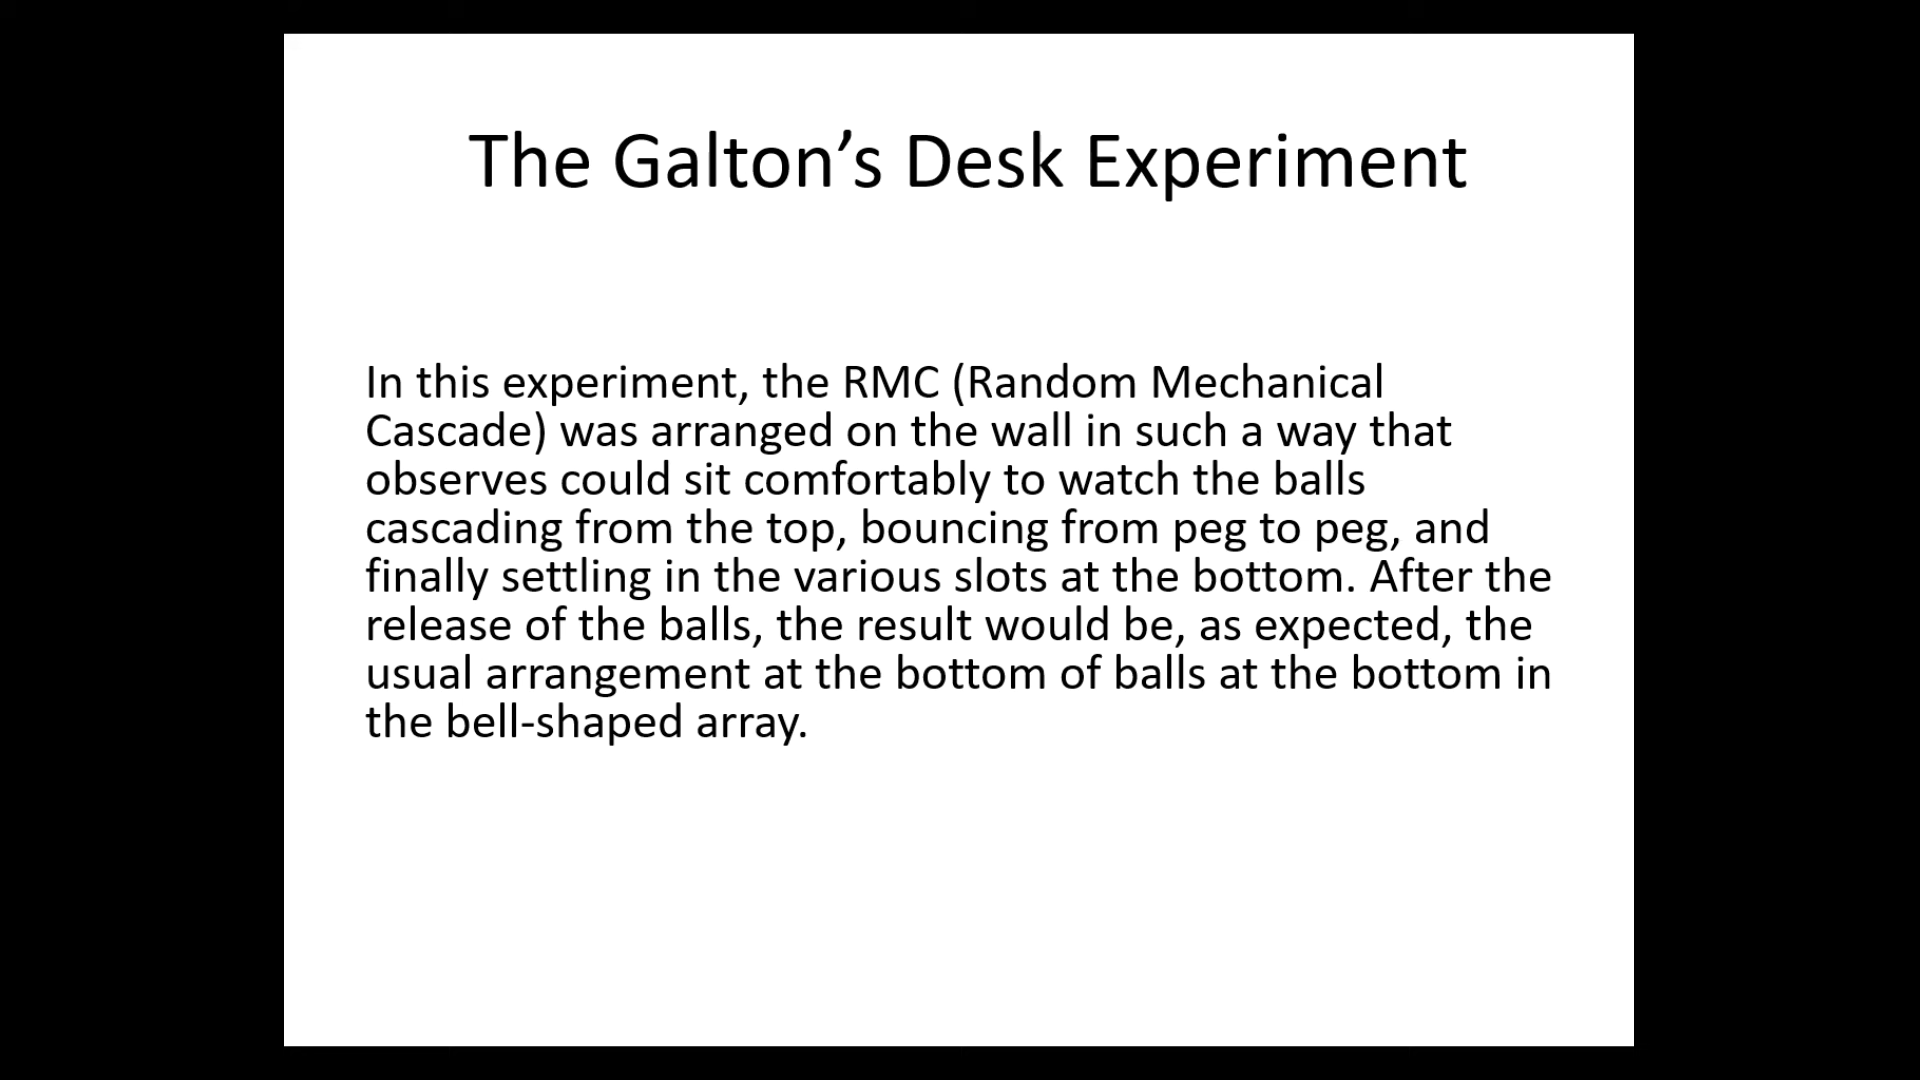 The Galton’s Desk Experiment
In this experiment, the RMC (Random Mechanical
Cascade) was arranged on the wall in such a way that
observes could sit comfortably to watch the balls
cascading from the top, bouncing from peg to peg, and
finally settling in the various slots at the bottom. After the
release of the balls, the result would be, as expected, the
usual arrangement at the bottom of balls at the bottom in
the bell-shaped array.